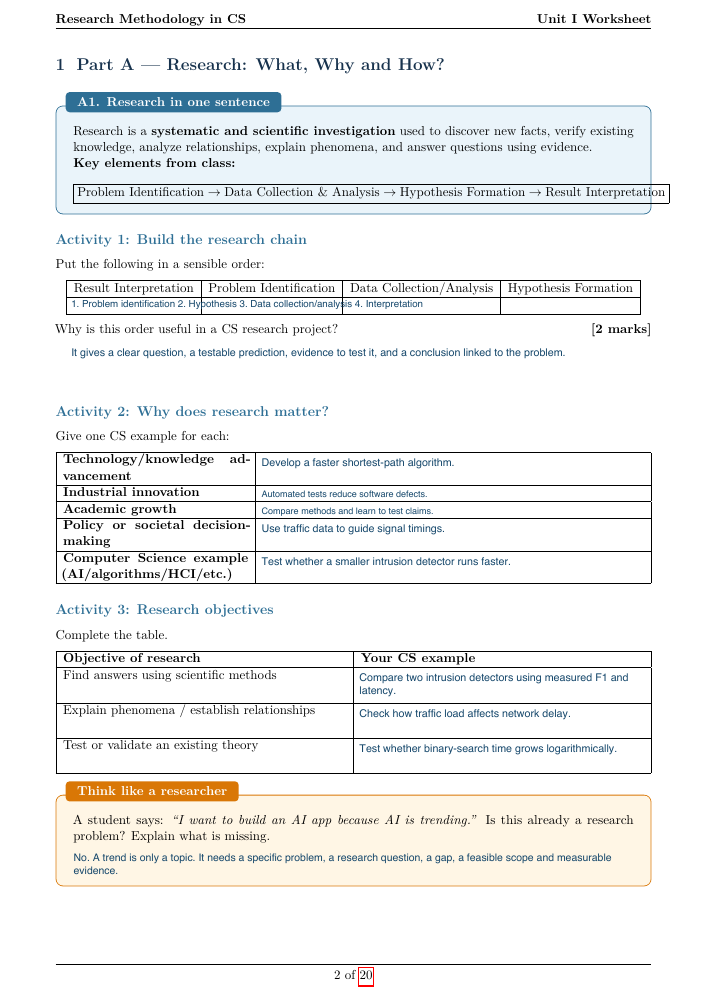 Research Methodology in CS Unit I Worksheet
1 Part A — Research: What, Why and How?
A1. Research in one sentence
Research is a systematic and scientific investigation used to discover new facts, verify existing
knowledge, analyze relationships, explain phenomena, and answer questions using evidence.
Key elements from class:
Problem Identification → Data Collection & Analysis → Hypothesis Formation → Result Interpretation
Activity 1: Build the research chain
Put the following in a sensible order:
Result Interpretation Problem Identification Data Collection/Analysis Hypothesis Formation
1. Problem identification 2. Hypothesis 3. Data collection/analysis 4. Interpretation
Why is this order useful in a CS research project? [2 marks]
It gives a clear question, a testable prediction, evidence to test it, and a conclusion linked to the problem.
Activity 2: Why does research matter?
Give one CS example for each:
Technology/knowledge ad-
vancement
Develop a faster shortest-path algorithm.
Industrial innovation Automated tests reduce software defects.
Academic growth Compare methods and learn to test claims.
Policy or societal decision-
making
Use traffic data to guide signal timings.
Computer Science example
(AI/algorithms/HCI/etc.)
Test whether a smaller intrusion detector runs faster.
Activity 3: Research objectives
Complete the table.
Objective of research Your CS example
Find answers using scientific methods
Compare two intrusion detectors using measured F1 and
latency.
Explain phenomena / establish relationships
Check how traffic load affects network delay.
Test or validate an existing theory
Test whether binary-search time grows logarithmically.
Think like a researcher
A student says: “I want to build an AI app because AI is trending.” Is this already a research
problem? Explain what is missing.
No. A trend is only a topic. It needs a specific problem, a research question, a gap, a feasible scope and measurable
evidence.
2 of 20